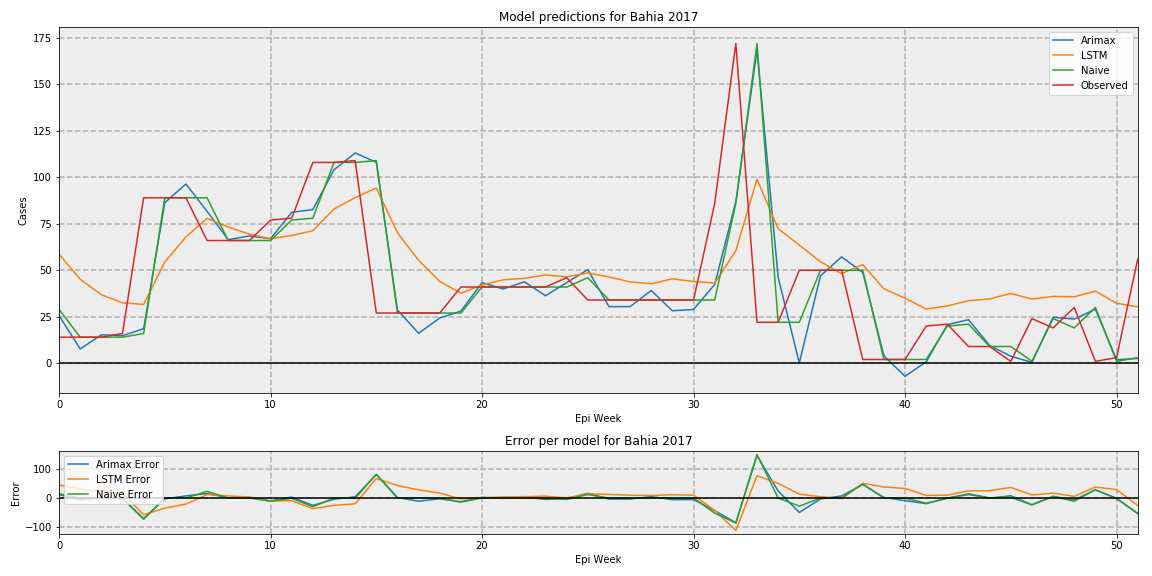 Model predictions for Bahia 2017
175
150
125
100
75
50
25
0
Cases
Arimax
LSTM
Naive
Observed
0 10 20 30 40 50
Epi Week
Error per model for Bahia 2017
100
0
−100
Error
Arimax Error
LSTM Error
Naive Error
0 10 20 30 40 50
Epi Week